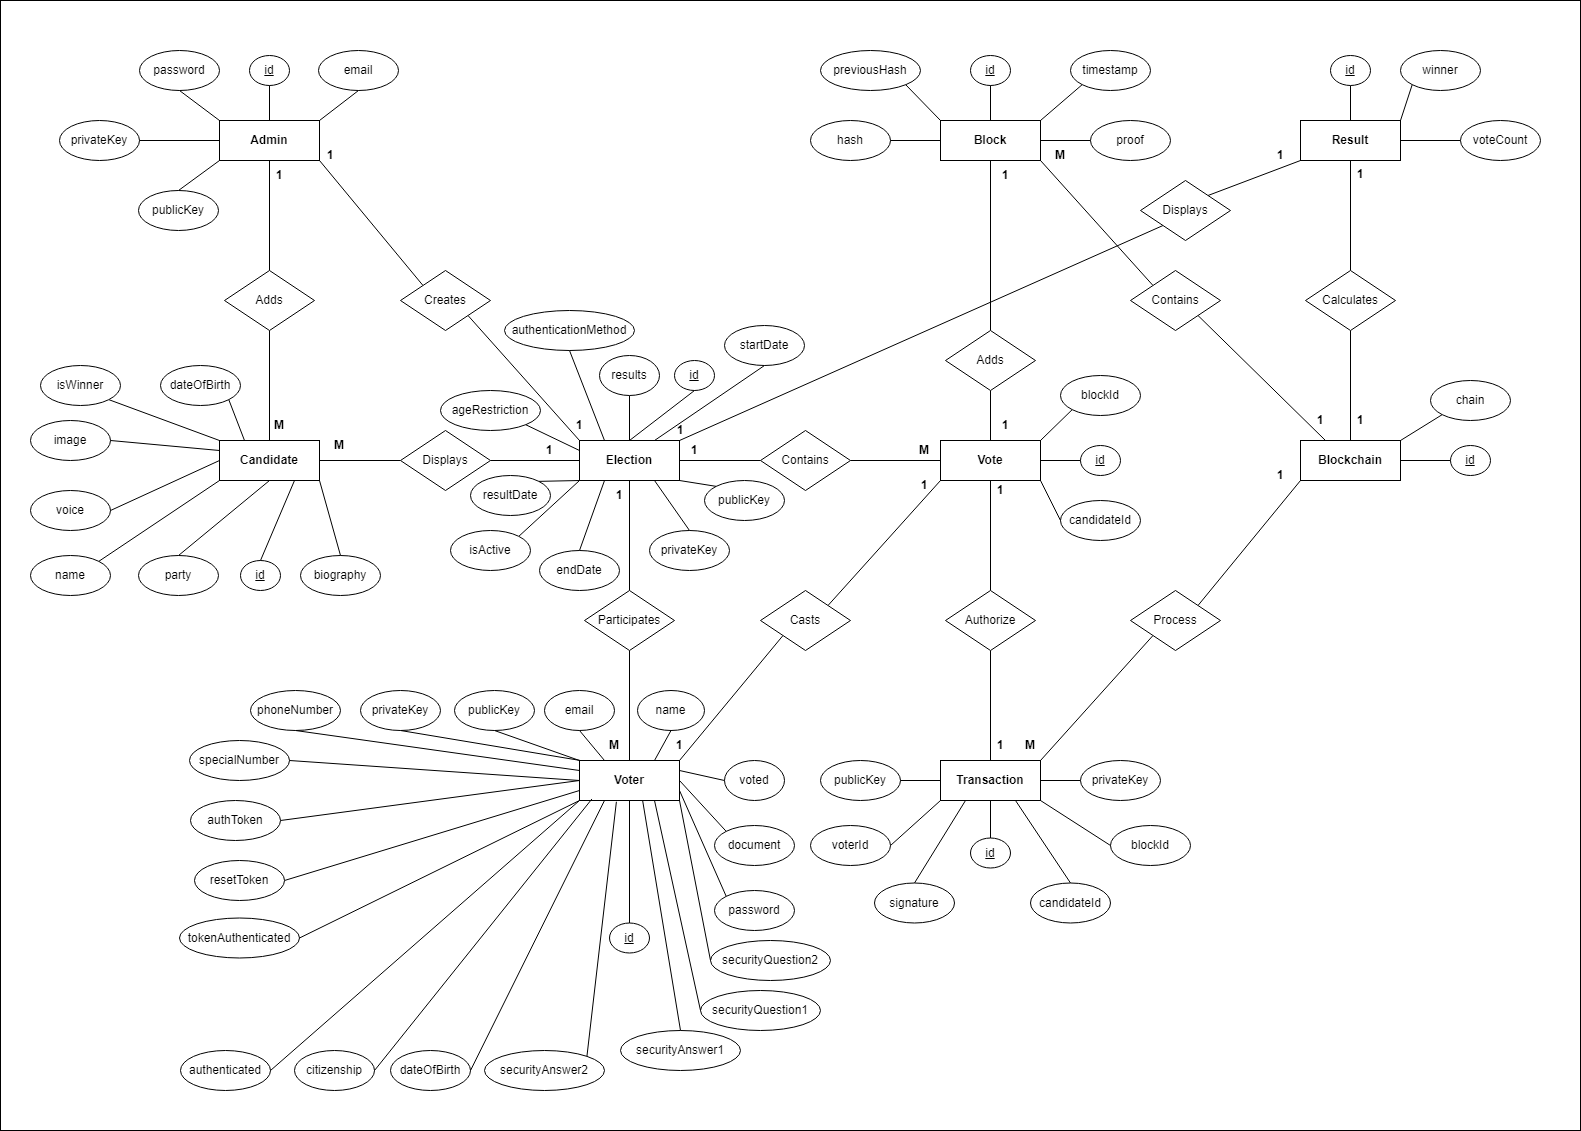 password
id
email
previousHash
id
timestamp
id
winner
privateKey
Admin
1
hash
Block
M
proof
1
Result
voteCount
1
1
1
publicKey
Displays
Adds
Creates
Contains
Calculates
authenticationMethod
startDate
results
id
Adds
isWinner
dateOfBirth
ageRestriction
blockId
chain
image
M
M
1
1
1
1
M
1
1
1
Candidate
Displays
Election
Contains
Vote
id
Blockchain
id
1
1
1
1
resultDate
publicKey
voice
candidateId
isActive
privateKey
name
party
id
biography
endDate
Participates
Casts
Authorize
Process
phoneNumber
privateKey
publicKey
email
name
M
1
1
M
specialNumber
Voter
voted
publicKey
Transaction
privateKey
authToken
document
voterId
id
blockId
resetToken
signature
candidateId
password
tokenAuthenticated
id
securityQuestion2
securityQuestion1
securityAnswer1
authenticated
citizenship
dateOfBirth
securityAnswer2